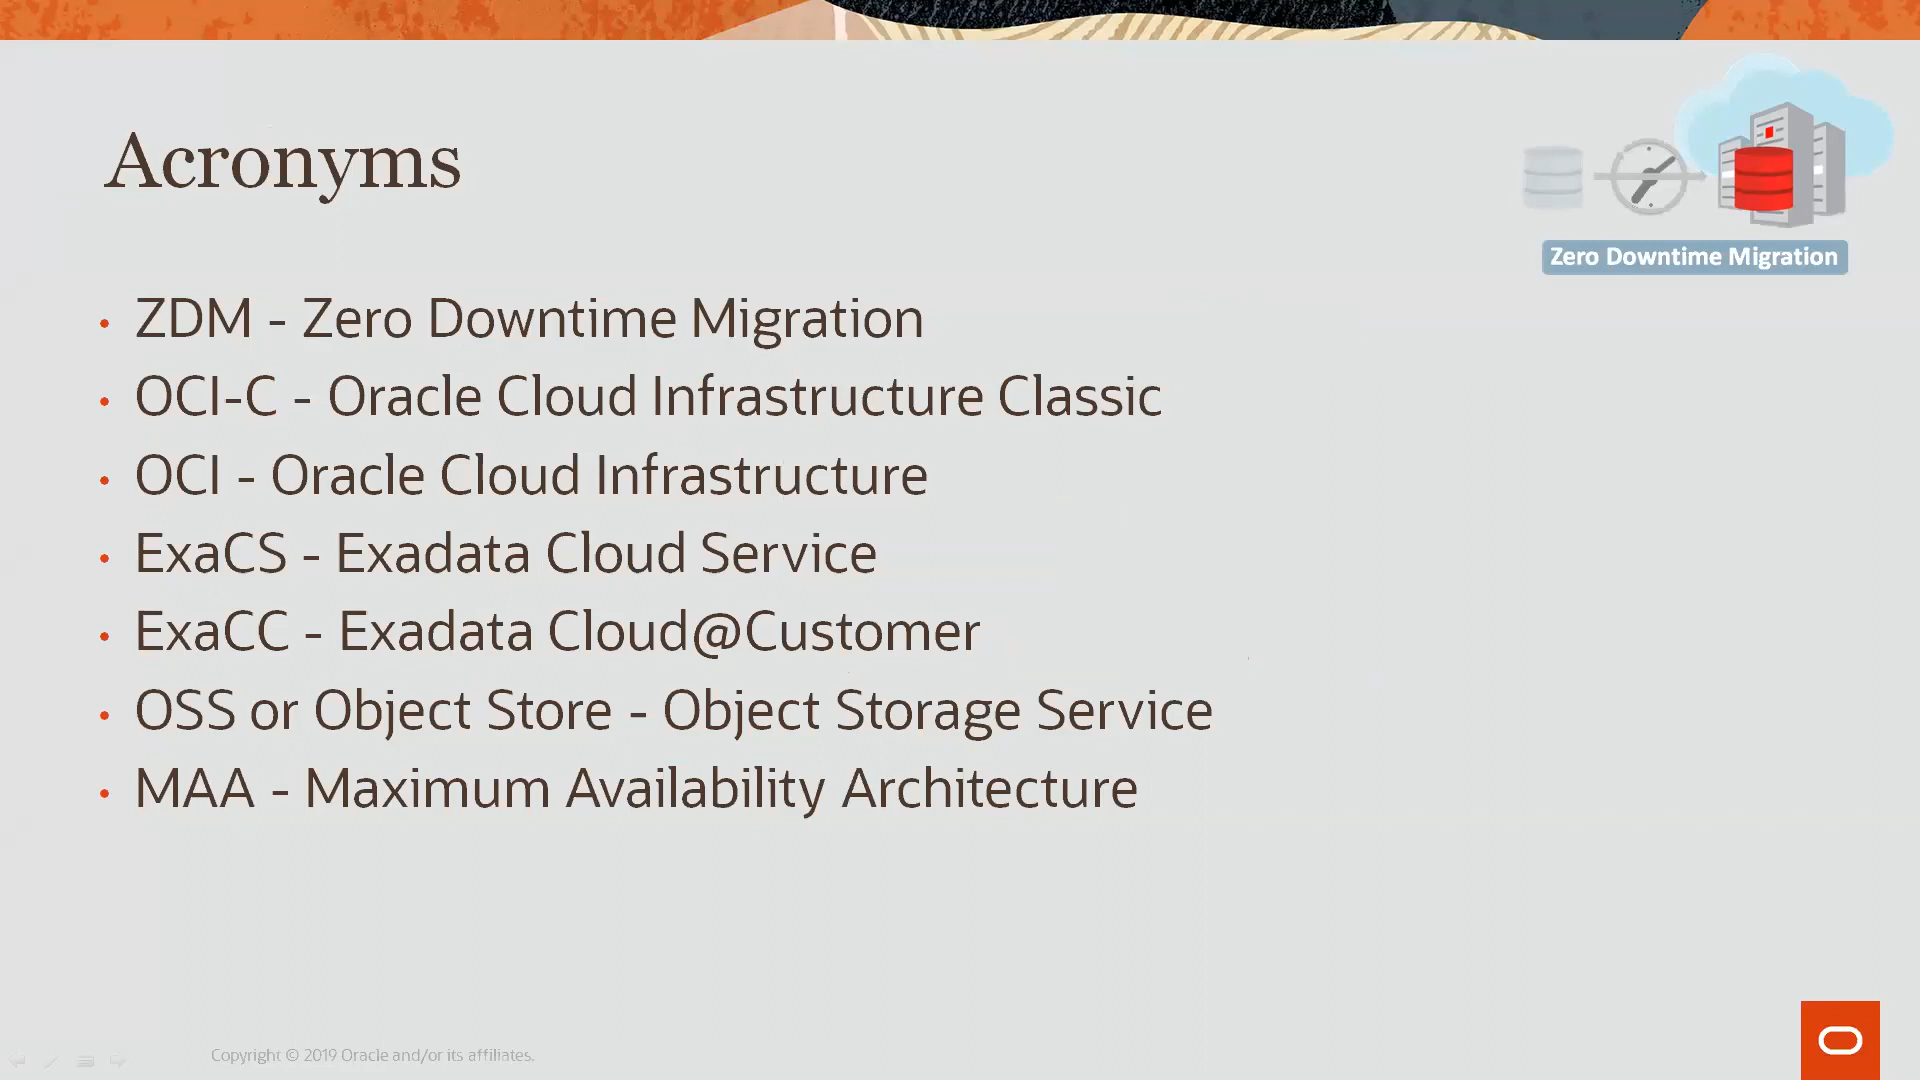 Acronyms
Zero Downtime Migration
• ZDM - Zero Downtime Migration
• OCI-C - Oracle Cloud Infrastructure Classic
• OCI - Oracle Cloud Infrastructure
• ExaCS - Exadata Cloud Service
• ExaCC - Exadata Cloud@Customer
• OSS or Object Store - Object Storage Service
• MAA - Maximum Availability Architecture
Copyright © 2019 Oracle and/or its affiliates.